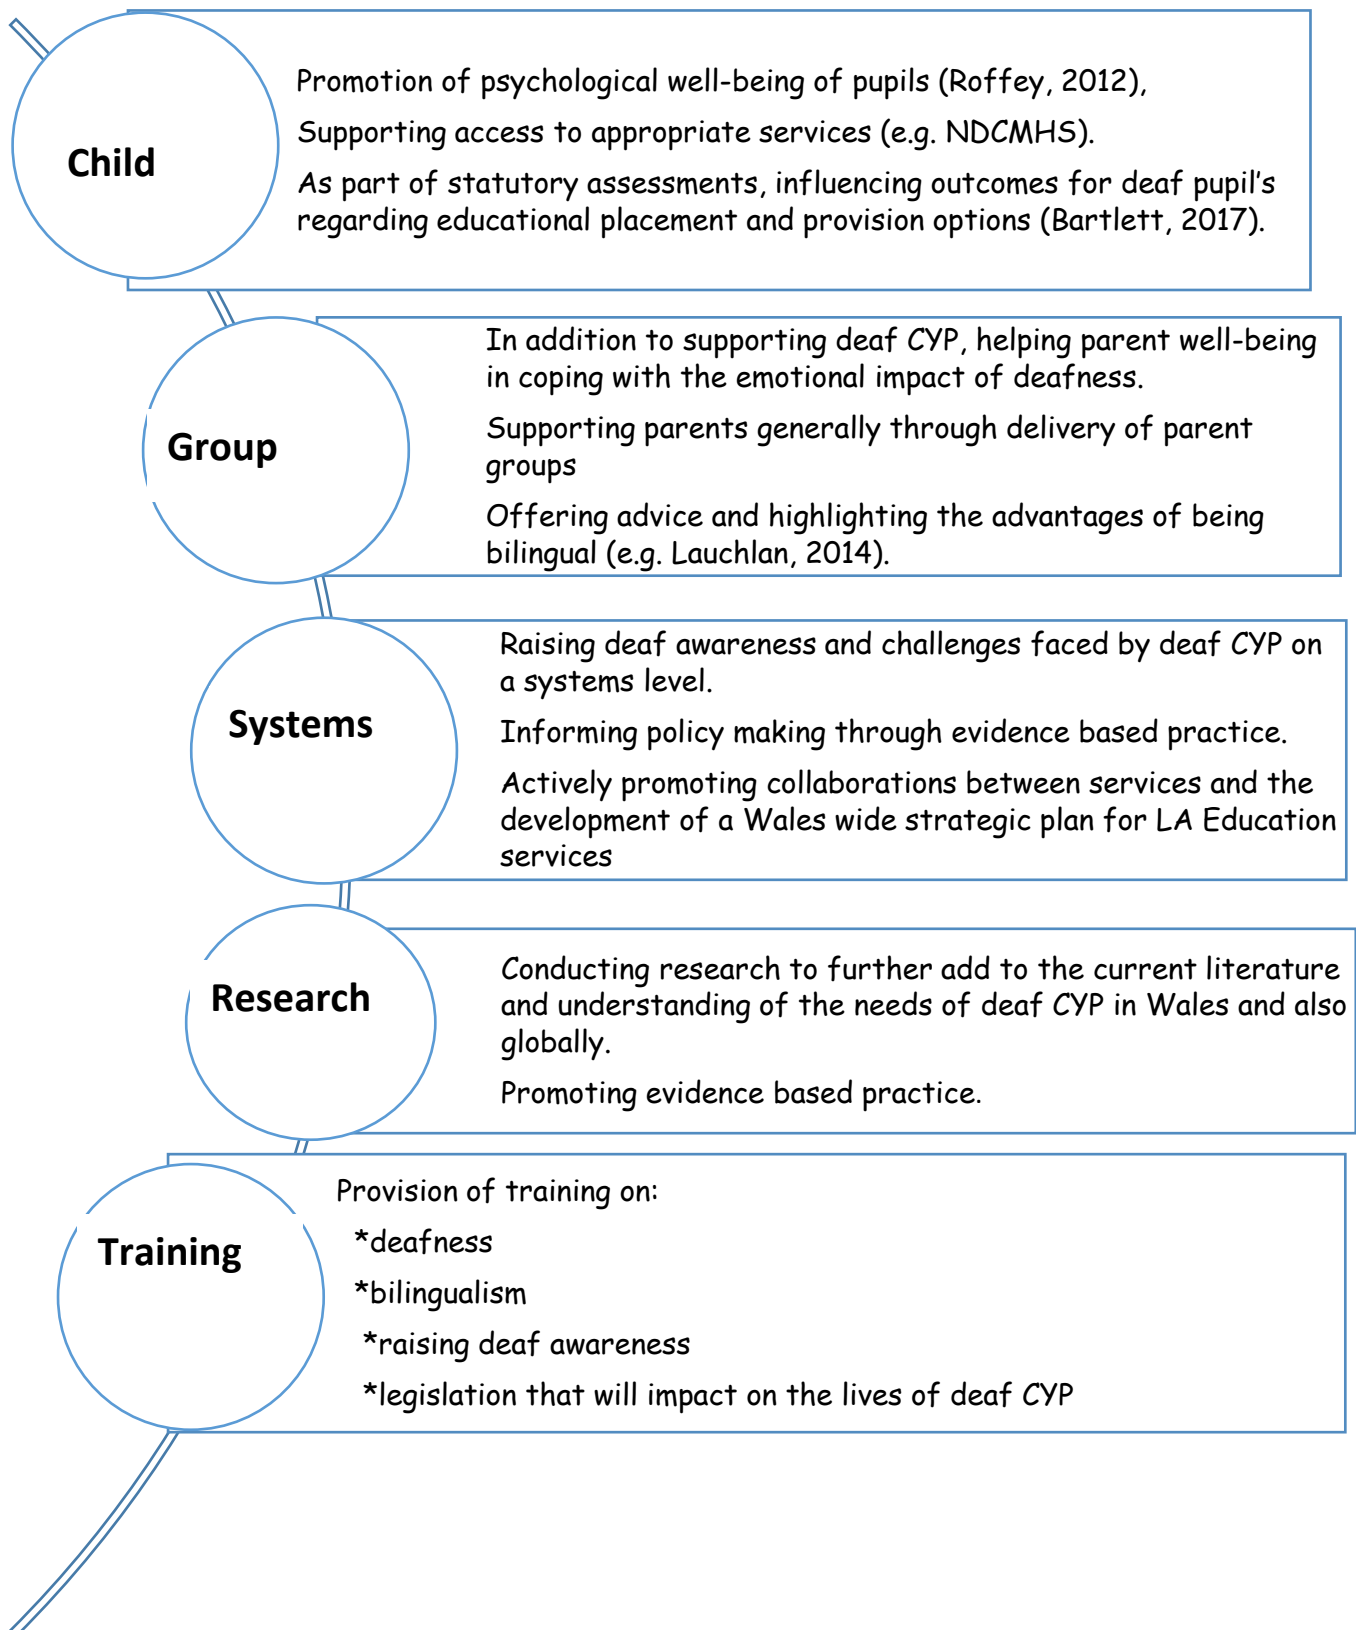 Child
Promotion of psychological well-being of pupils (Roffey, 2012),
Supporting access to appropriate services (e.g. NDCMHS).
As part of statutory assessments, influencing outcomes for deaf pupil's
regarding educational placement and provision options (Bartlett, 2017).
Group
In addition to supporting deaf CYP, helping parent well-being
in coping with the emotional impact of deafness.
Supporting parents generally through delivery of parent
groups
Offering advice and highlighting the advantages of being
bilingual (e.g. Lauchlan, 2014).
Systems
Raising deaf awareness and challenges faced by deaf CYP on
a systems level.
Informing policy making through evidence based practice.
Actively promoting collaborations between services and the
development of a Wales wide strategic plan for LA Education
services
Research
Conducting research to further add to the current literature
and understanding of the needs of deaf CYP in Wales and also
globally.
Promoting evidence based practice.
Training
Provision of training on:
*deafness
*bilingualism
*raising deaf awareness
*legislation that will impact on the lives of deaf CYP